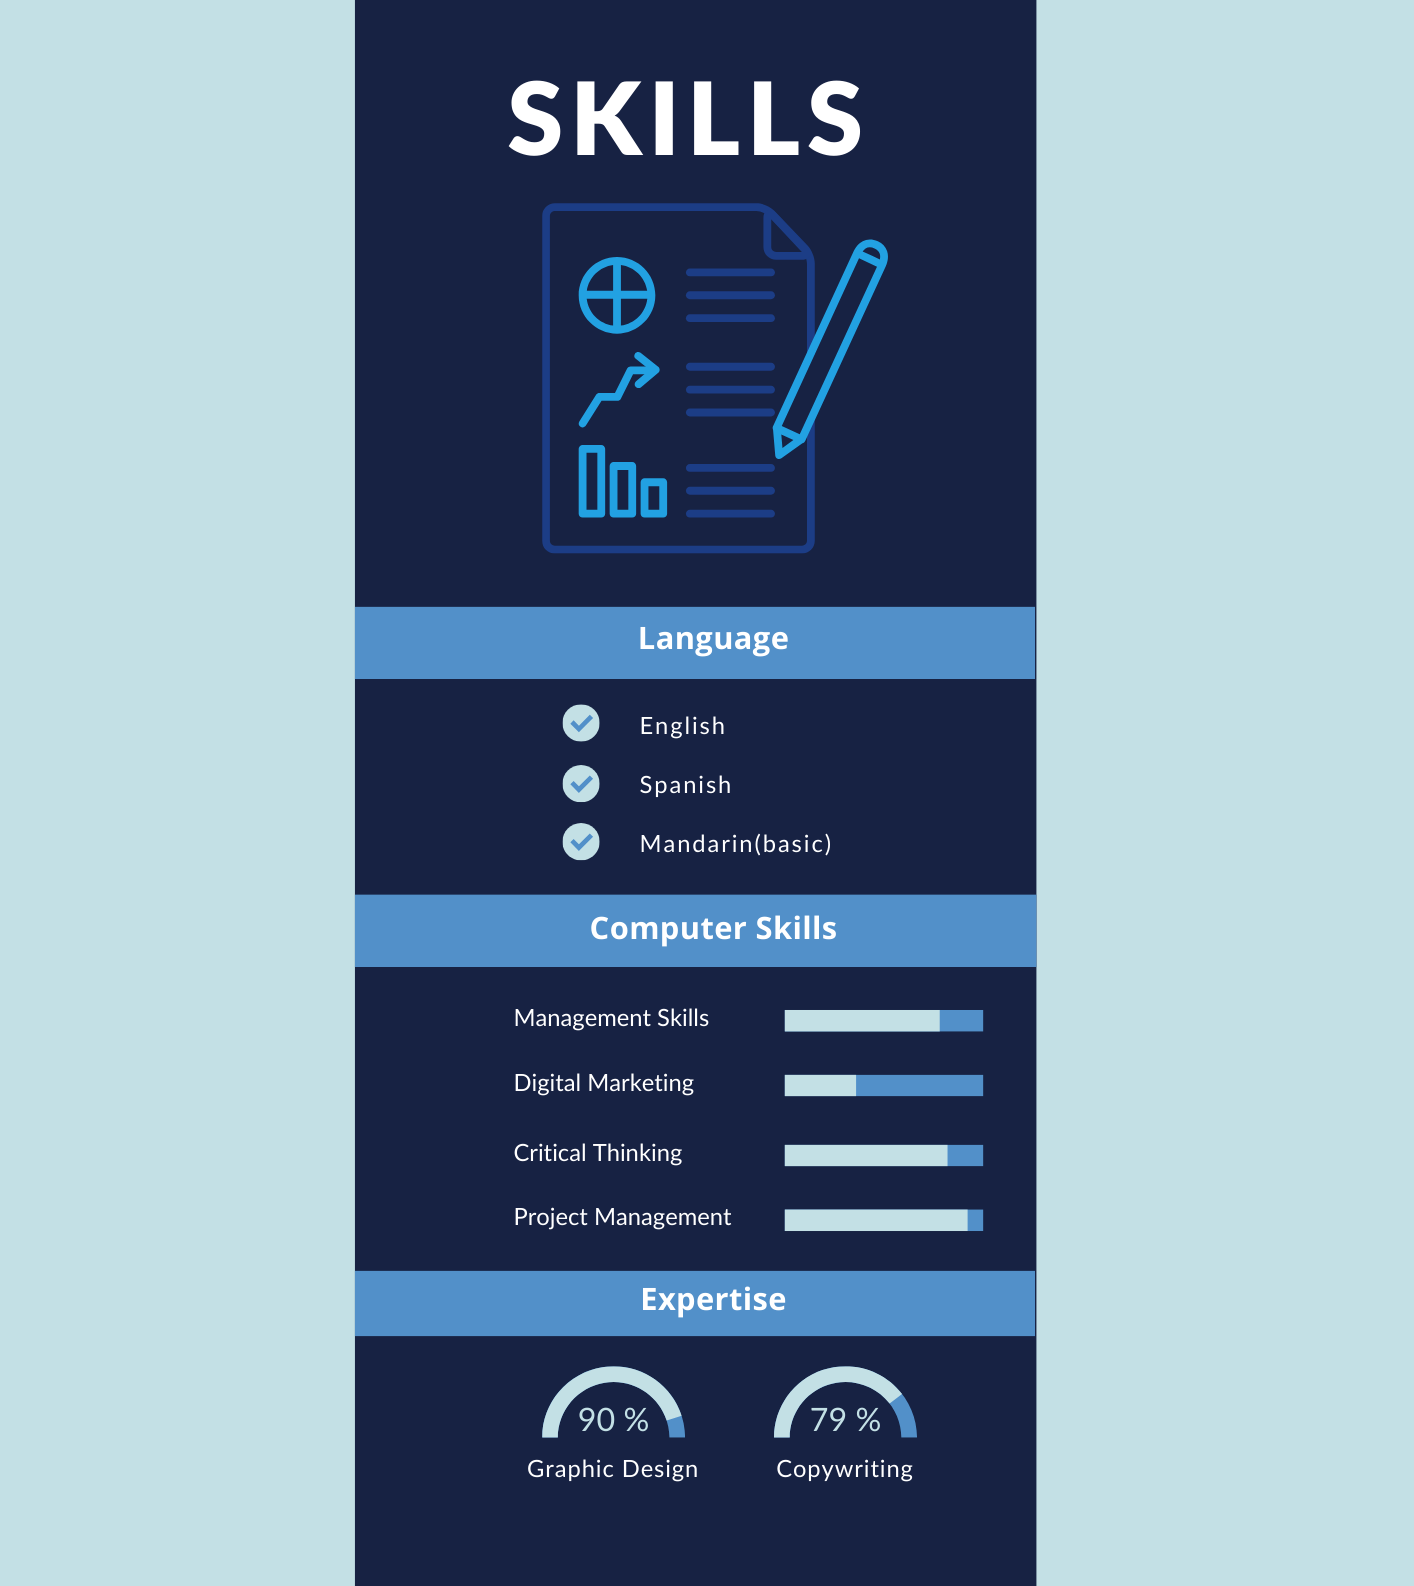 SKILLS
Language
English
Spanish
Mandarin(basic)
Computer Skills
Management Skills
Digital Marketing
Critical Thinking
Project Management
Expertise
90 %
79 %
Graphic Design
Copywriting